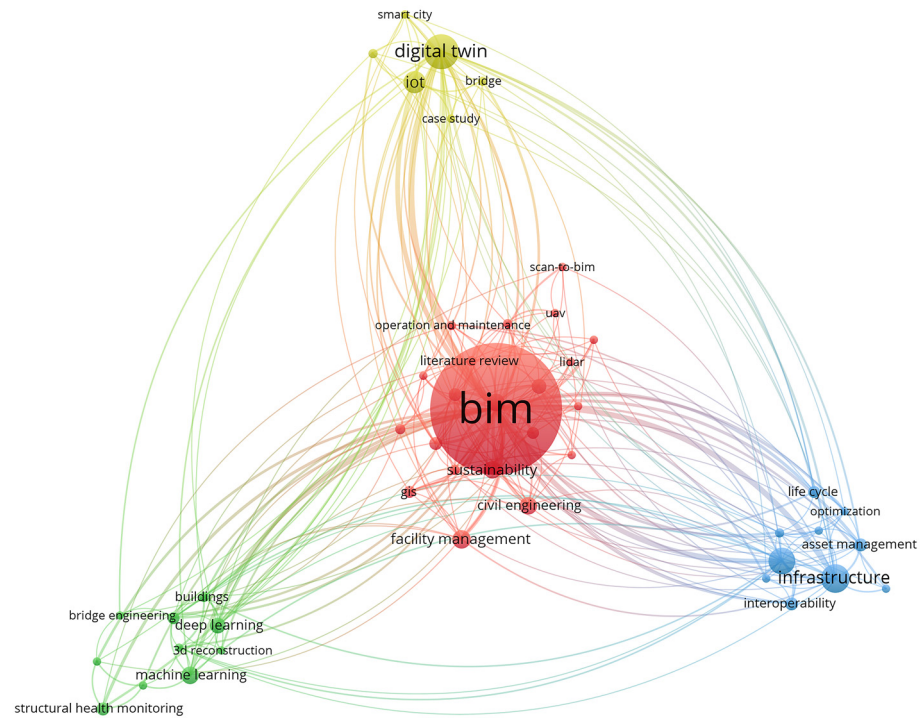 smart city
digital twin
iot
bridge
case study
scan-to-bim
uav
operation and maintenance
literature review
lidar
bim
sustainability
gis
civil engineering
facility management
life cycle
optimization
asset management
infrastructure
interoperability
buildings
bridge engineering
deep learning
3d reconstruction
machine learning
structural health monitoring